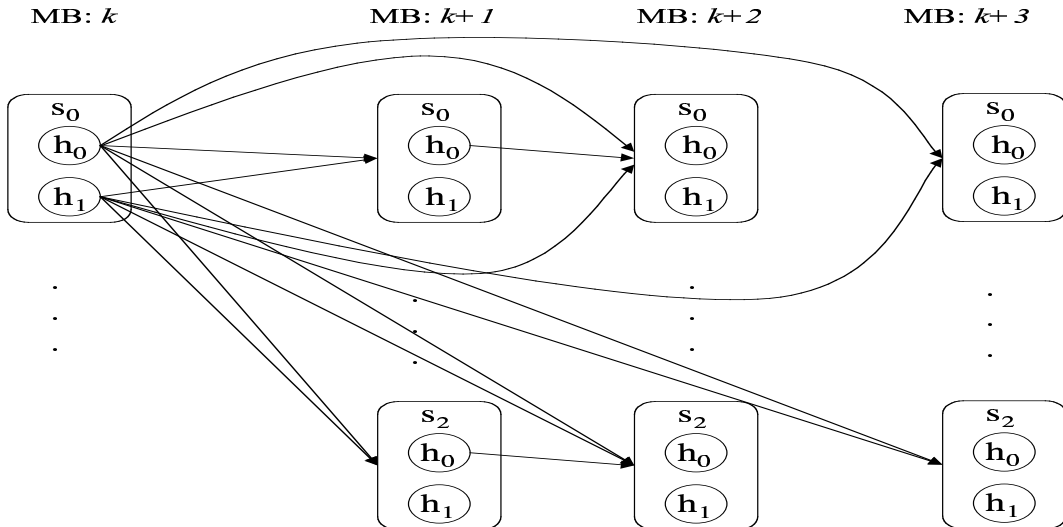 MB: k MB: k+1 MB: k+2 MB: k+3
s₀ s₀ s₀ s₀
h₀ h₀ h₀ h₀
h₁ h₁ h₁ h₁
s₂ s₂ s₂
h₀ h₀ h₀
h₁ h₁ h₁